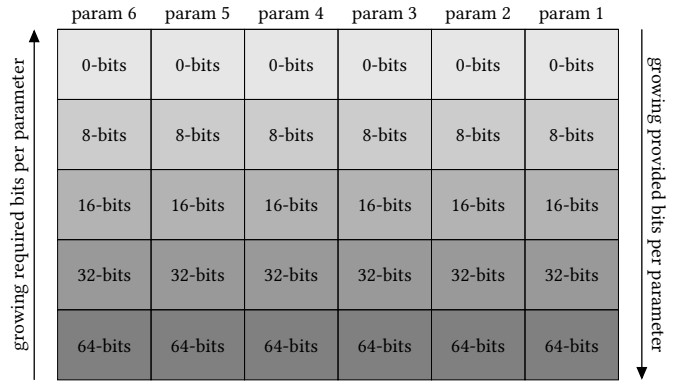 param 6 param 5 param 4 param 3 param 2 param 1
growing required bits per parameter
0-bits 0-bits 0-bits 0-bits 0-bits 0-bits
8-bits 8-bits 8-bits 8-bits 8-bits 8-bits
16-bits 16-bits 16-bits 16-bits 16-bits 16-bits
32-bits 32-bits 32-bits 32-bits 32-bits 32-bits
64-bits 64-bits 64-bits 64-bits 64-bits 64-bits
growing provided bits per parameter